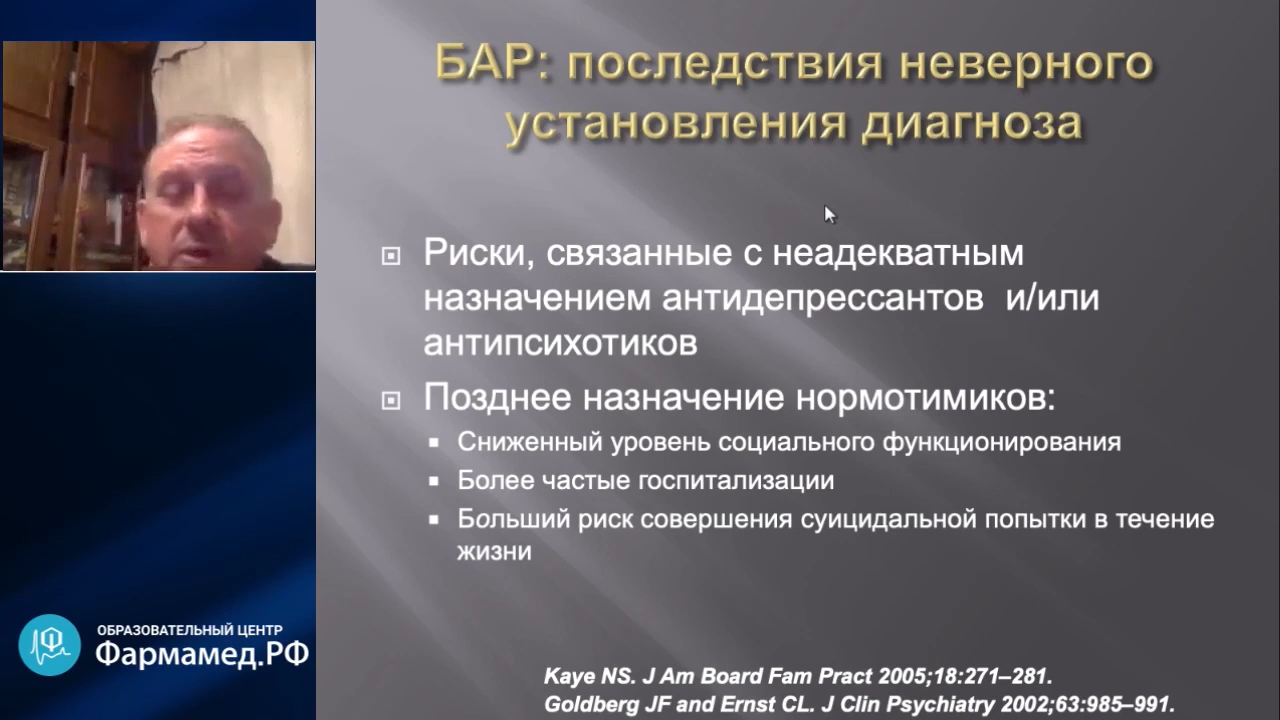 БАР: последствия неверного
установления диагноза
Риски, связанные с неадекватным
назначением антидепрессантов и/или
антипсихотиков
Позднее назначение нормотимиков:
Сниженный уровень социального функционирования
Более частые госпитализации
Больший риск совершения суицидальной попытки в течение
жизни
Kaye NS. J Am Board Fam Pract 2005;18:271–281.
Goldberg JF and Ernst CL. J Clin Psychiatry 2002;63:985–991.
ОБРАЗОВАТЕЛЬНЫЙ ЦЕНТР
Фармамед.РФ